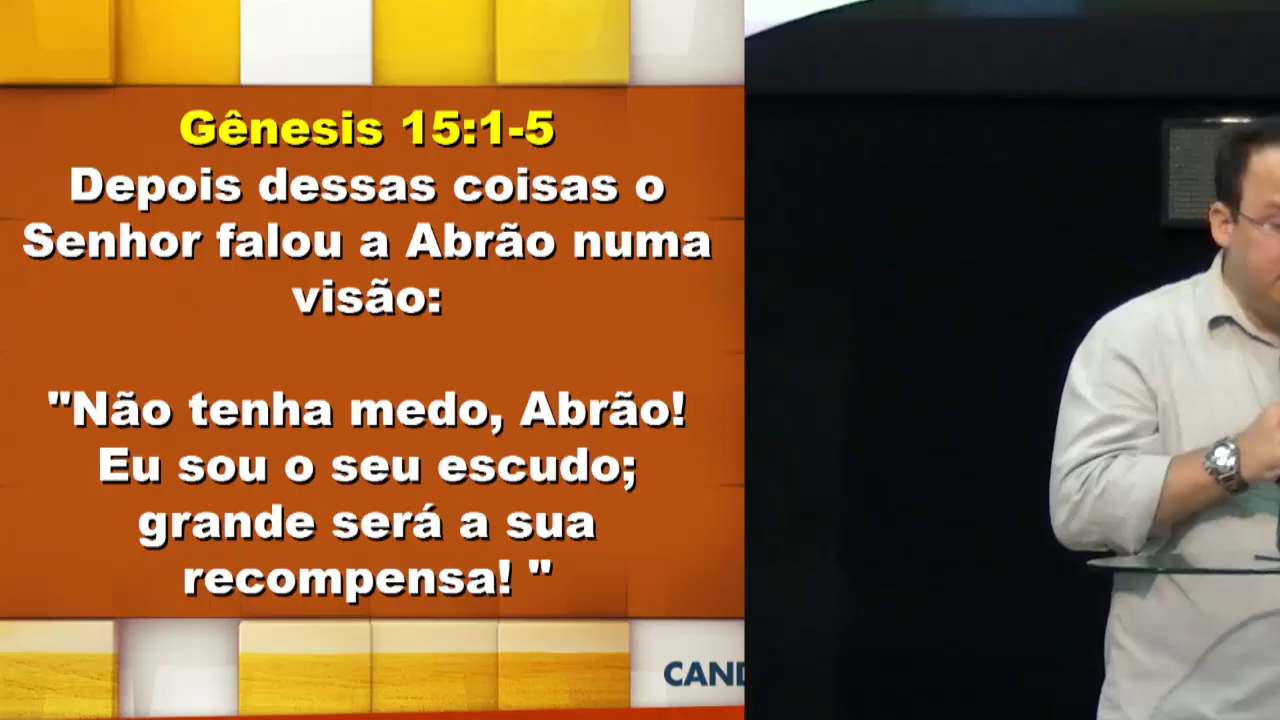 Gênesis 15:1-5
Depois dessas coisas o
Senhor falou a Abrão numa
visão:
"Não tenha medo, Abrão!
Eu sou o seu escudo;
grande será a sua
recompensa! "